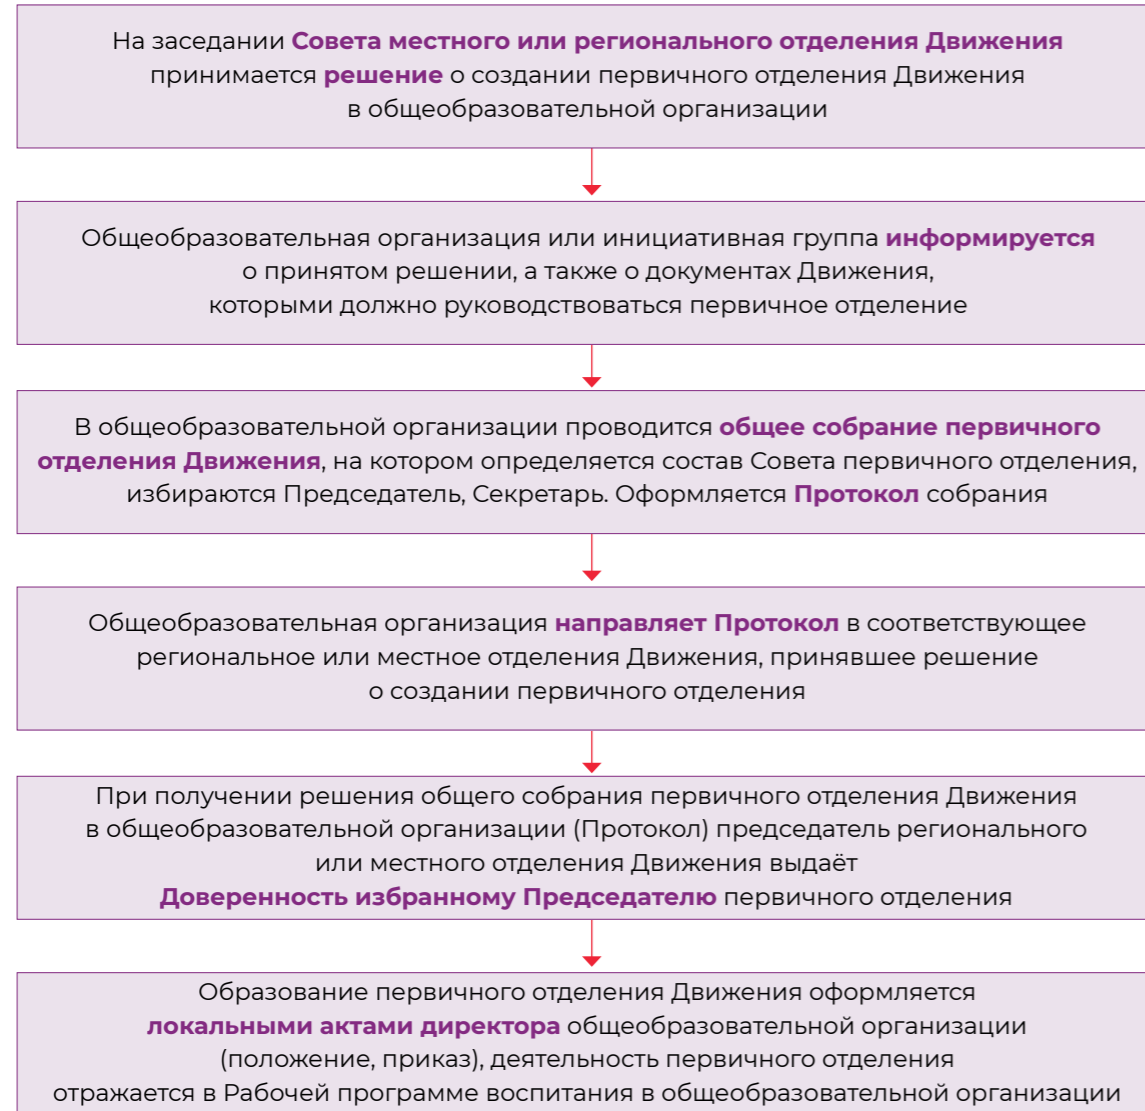 На заседании Совета местного или регионального отделения Движения
принимается решение о создании первичного отделения Движения
в общеобразовательной организации
Общеобразовательная организация или инициативная группа информируется
о принятом решении, а также о документах Движения,
которыми должно руководствоваться первичное отделение
В общеобразовательной организации проводится общее собрание первичного
отделения Движения, на котором определяется состав Совета первичного отделения,
избираются Председатель, Секретарь. Оформляется Протокол собрания
Общеобразовательная организация направляет Протокол в соответствующее
региональное или местное отделения Движения, принявшее решение
о создании первичного отделения
При получении решения общего собрания первичного отделения Движения
в общеобразовательной организации (Протокол) председатель регионального
или местного отделения Движения выдаёт
Доверенность избранному Председателю первичного отделения
Образование первичного отделения Движения оформляется
локальными актами директора общеобразовательной организации
(положение, приказ), деятельность первичного отделения
отражается в Рабочей программе воспитания в общеобразовательной организации